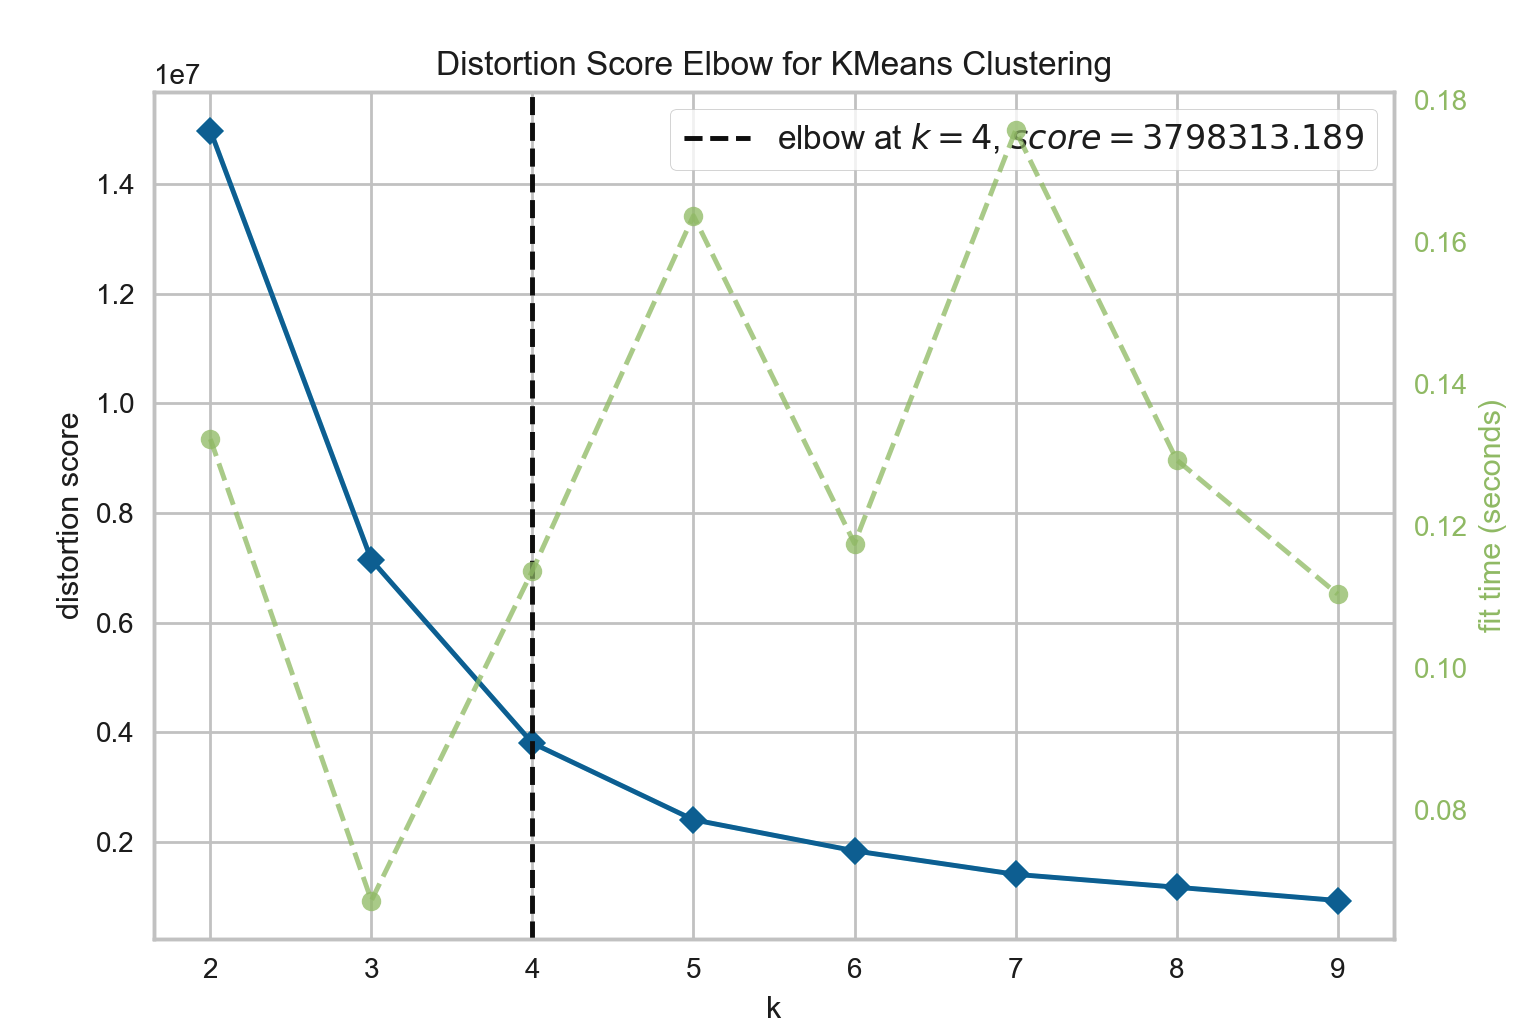 Distortion Score Elbow for KMeans Clustering
1e7
elbow at k = 4, score = 3798313.189
1.4
1.2
1.0
0.8
0.6
0.4
0.2
distortion score
0.18
0.16
0.14
0.12
0.10
0.08
fit time (seconds)
2 3 4 5 6 7 8 9
k